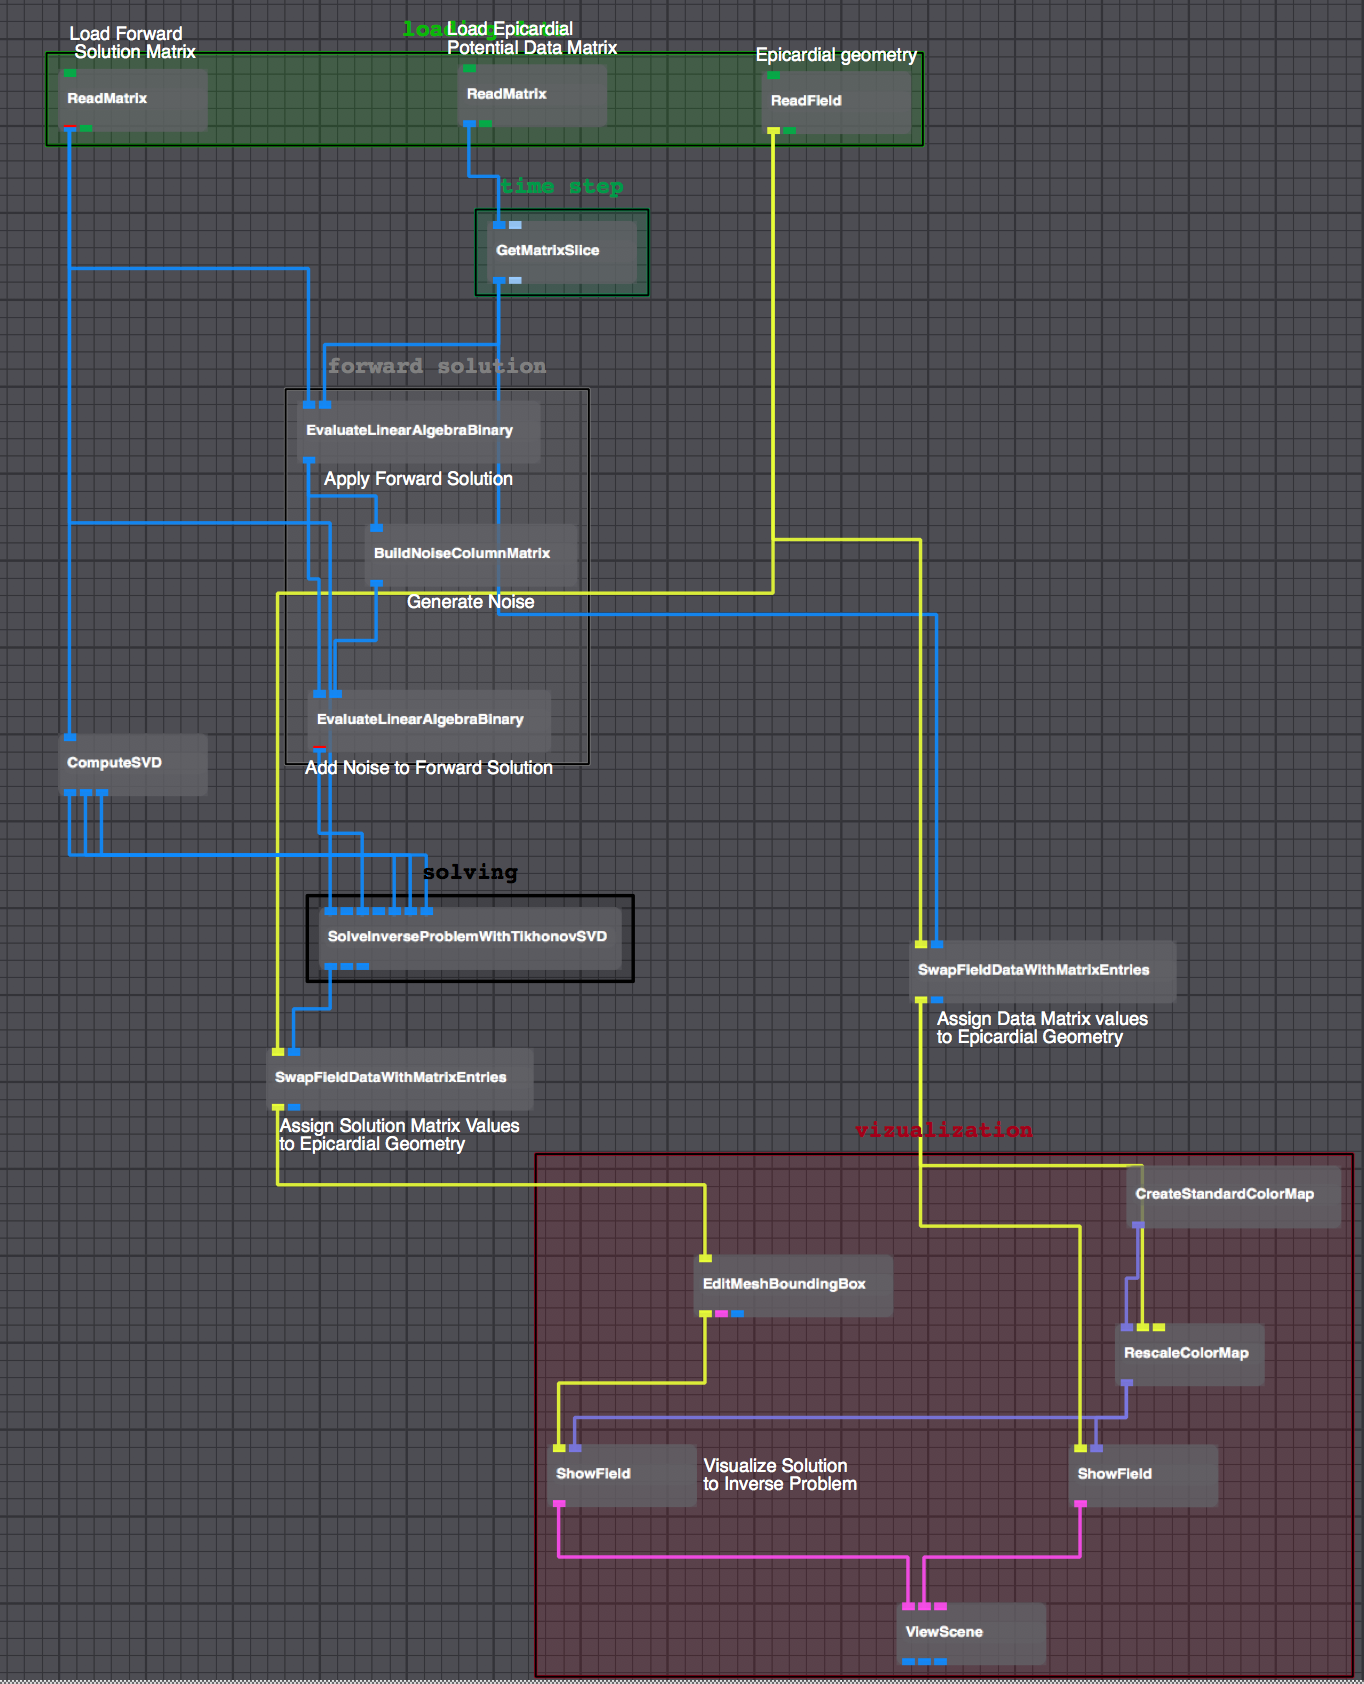 Load Forward
Solution Matrix
loading data
Load Epicardial
Potential Data Matrix
Epicardial geometry
ReadMatrix
ReadMatrix
ReadField
time step
GetMatrixSlice
forward solution
EvaluateLinearAlgebraBinary
Apply Forward Solution
BuildNoiseColumnMatrix
Generate Noise
EvaluateLinearAlgebraBinary
Add Noise to Forward Solution
ComputeSVD
solving
SolveInverseProblemWithTikhonovSVD
SwapFieldDataWithMatrixEntries
Assign Data Matrix values
to Epicardial Geometry
SwapFieldDataWithMatrixEntries
Assign Solution Matrix Values
to Epicardial Geometry
vizualization
CreateStandardColorMap
EditMeshBoundingBox
RescaleColorMap
ShowField
Visualize Solution
to Inverse Problem
ShowField
ViewScene